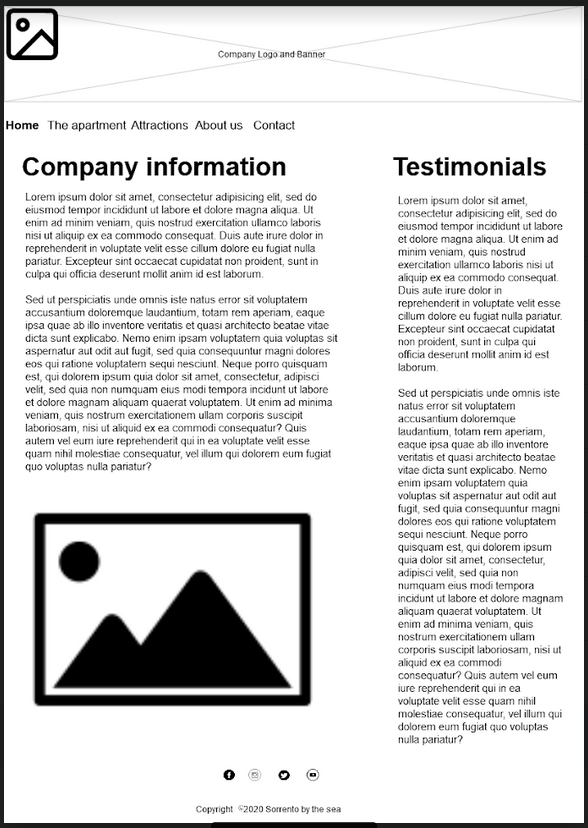 Company Logo and Banner
Home The apartment Attractions About us Contact
Company information
Lorem ipsum dolor sit amet, consectetur adipisicing elit, sed do
eiusmod tempor incididunt ut labore et dolore magna aliqua. Ut
enim ad minim veniam, quis nostrud exercitation ullamco laboris
nisi ut aliquip ex ea commodo consequat. Duis aute irure dolor in
reprehenderit in voluptate velit esse cillum dolore eu fugiat nulla
pariatur. Excepteur sint occaecat cupidatat non proident, sunt in
culpa qui officia deserunt mollit anim id est laborum.
Sed ut perspiciatis unde omnis iste natus error sit voluptatem
accusantium doloremque laudantium, totam rem aperiam, eaque
ipsa quae ab illo inventore veritatis et quasi architecto beatae vitae
dicta sunt explicabo. Nemo enim ipsam voluptatem quia voluptas sit
aspernatur aut odit aut fugit, sed quia consequuntur magni dolores
eos qui ratione voluptatem sequi nesciunt. Neque porro quisquam
est, qui dolorem ipsum quia dolor sit amet, consectetur, adipisci
velit, sed quia non numquam eius modi tempora incidunt ut labore
et dolore magnam aliquam quaerat voluptatem. Ut enim ad minima
veniam, quis nostrum exercitationem ullam corporis suscipit
laboriosam, nisi ut aliquid ex ea commodi consequatur? Quis
autem vel eum iure reprehenderit qui in ea voluptate velit esse
quam nihil molestiae consequatur, vel illum qui dolorem eum fugiat
quo voluptas nulla pariatur?
Testimonials
Lorem ipsum dolor sit amet,
consectetur adipisicing elit, sed do
eiusmod tempor incididunt ut labore
et dolore magna aliqua. Ut enim ad
minim veniam, quis nostrud
exercitation ullamco laboris nisi ut
aliquip ex ea commodo consequat.
Duis aute irure dolor in
reprehenderit in voluptate velit esse
cillum dolore eu fugiat nulla pariatur.
Excepteur sint occaecat cupidatat
non proident, sunt in culpa qui
officia deserunt mollit anim id est
laborum.
Sed ut perspiciatis unde omnis iste
natus error sit voluptatem
accusantium doloremque
laudantium, totam rem aperiam,
eaque ipsa quae ab illo inventore
veritatis et quasi architecto beatae
vitae dicta sunt explicabo. Nemo
enim ipsam voluptatem quia
voluptas sit aspernatur aut odit aut
fugit, sed quia consequuntur magni
dolores eos qui ratione voluptatem
sequi nesciunt. Neque porro
quisquam est, qui dolorem ipsum
quia dolor sit amet, consectetur,
adipisci velit, sed quia non
numquam eius modi tempora
incidunt ut labore et dolore magnam
aliquam quaerat voluptatem. Ut
enim ad minima veniam, quis
nostrum exercitationem ullam
corporis suscipit laboriosam, nisi ut
aliquid ex ea commodi
consequatur? Quis autem vel eum
iure reprehenderit qui in ea
voluptate velit esse quam nihil
molestiae consequatur, vel illum qui
dolorem eum fugiat quo voluptas
nulla pariatur?
Copyright ©2020 Sorrento by the sea